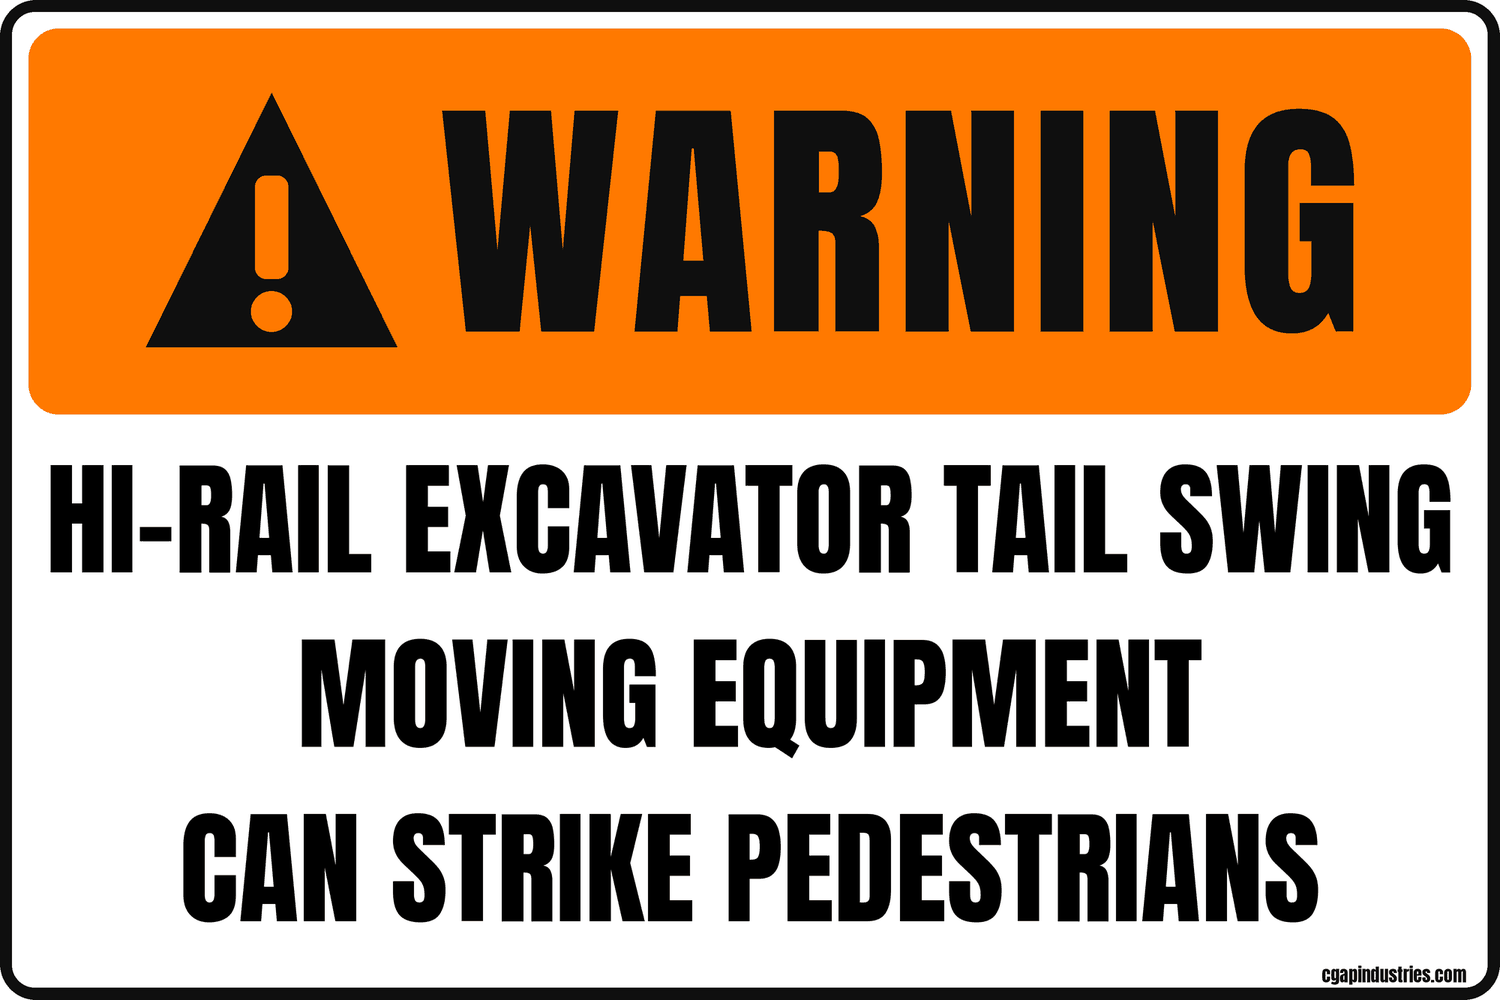 WARNING
HI-RAIL EXCAVATOR TAIL SWING
MOVING EQUIPMENT
CAN STRIKE PEDESTRIANS
cgapindustries.com